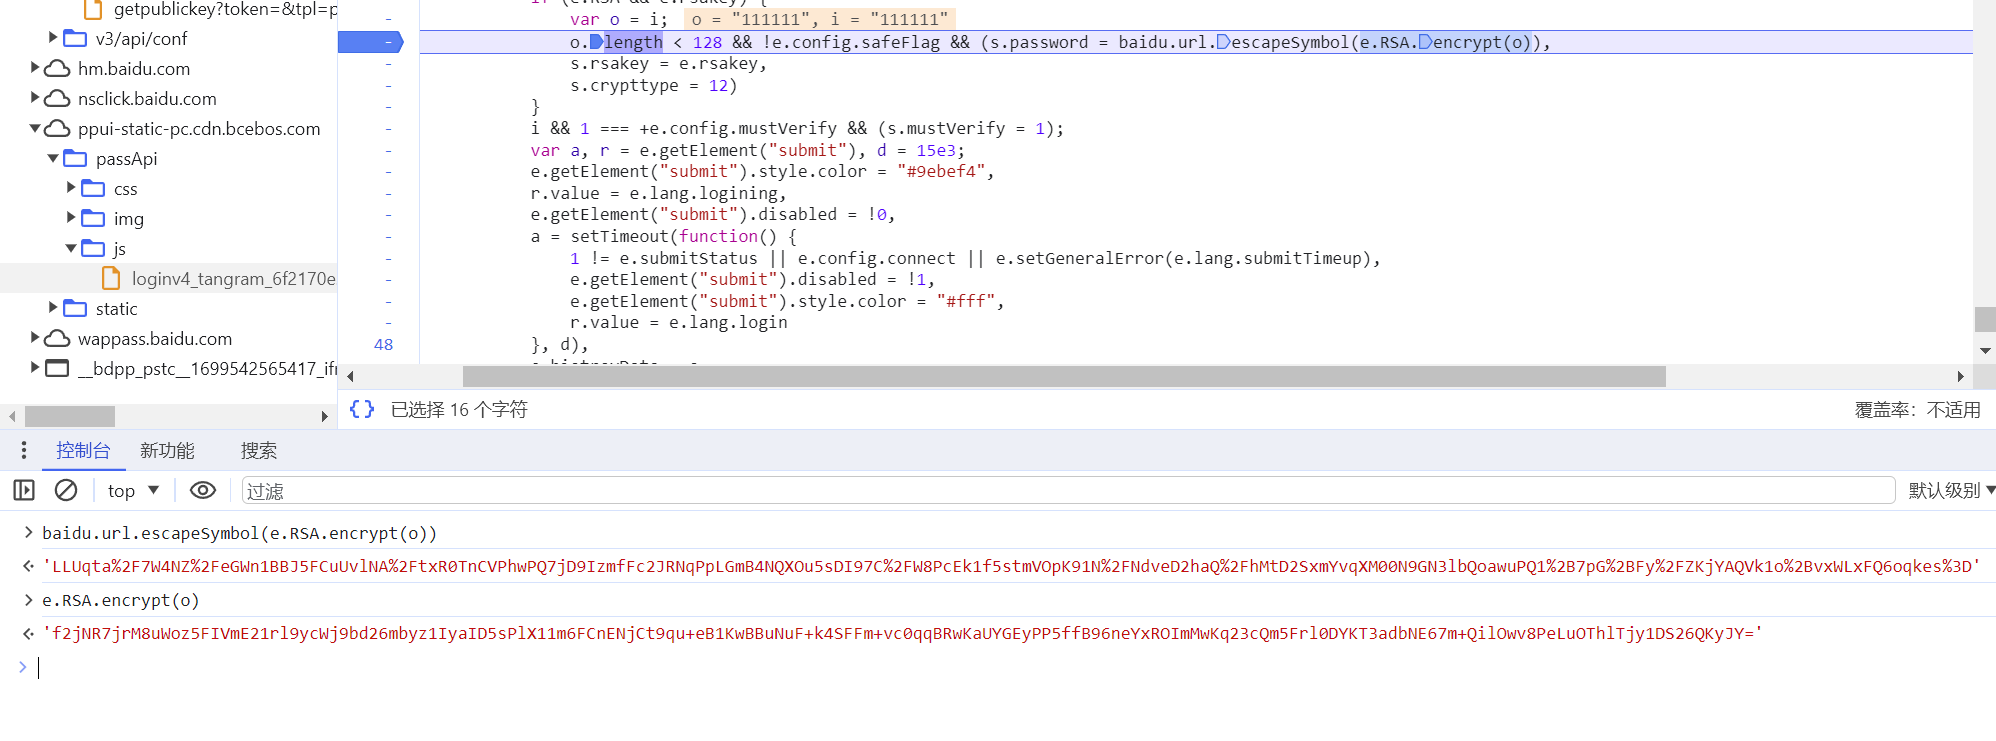 getpublickey?token=&tpl=p
v3/api/conf
hm.baidu.com
nsclick.baidu.com
ppui-static-pc.cdn.bcebos.com
passApi
css
img
js
loginv4_tangram_6f2170e
static
wappass.baidu.com
__bdpp_pstc__1699542565417_ifr
if (e.RSA && e.rsakey) {
var o = i; o = "111111", i = "111111"
- o.length < 128 && !e.config.safeFlag && (s.password = baidu.url.escapeSymbol(e.RSA.encrypt(o)),
- s.rsakey = e.rsakey,
- s.crypttype = 12)
- }
- i && 1 === +e.config.mustVerify && (s.mustVerify = 1);
- var a, r = e.getElement("submit"), d = 15e3;
- e.getElement("submit").style.color = "#9ebef4",
- r.value = e.lang.logining,
- e.getElement("submit").disabled = !0,
- a = setTimeout(function() {
- 1 != e.submitStatus || e.config.connect || e.setGeneralError(e.lang.submitTimeup),
- e.getElement("submit").disabled = !1,
- e.getElement("submit").style.color = "#fff",
- r.value = e.lang.login
48 }, d),
{} 已选择 16 个字符
覆盖率：不适用
控制台 新功能 搜索
top ▼ 过滤 默认级别 ▼
> baidu.url.escapeSymbol(e.RSA.encrypt(o))
'LLUqta%2F7W4NZ%2FeGWn1BBJ5FCuUvlNA%2FtxR0TnCVPhwPQ7jD9IzmfFc2JRNqPpLGmB4NQXOu5sDI97C%2FW8PcEk1f5stmVOpK91N%2FNdveD2haQ%2FhMtD2SxmYvqXM00N9GN3lbQoawuPQ1%2B7pG%2BFy%2FZKjYAQVk1o%2BvxWLxFQ6oqkes%3D'
> e.RSA.encrypt(o)
'f2jNR7jrM8uWoz5FIVmE21rl9ycWj9bd26mbyz1IyaID5sPlX11m6FCnENjCt9qu+eB1KwBBuNuF+k4SFFm+vc0qqBRwKaUYGEyPP5ffB96neYxROImMwKq23cQm5Frl0DYKT3adbNE67m+QilOwv8PeLuOThlTjy1DS26QKyJY='
>